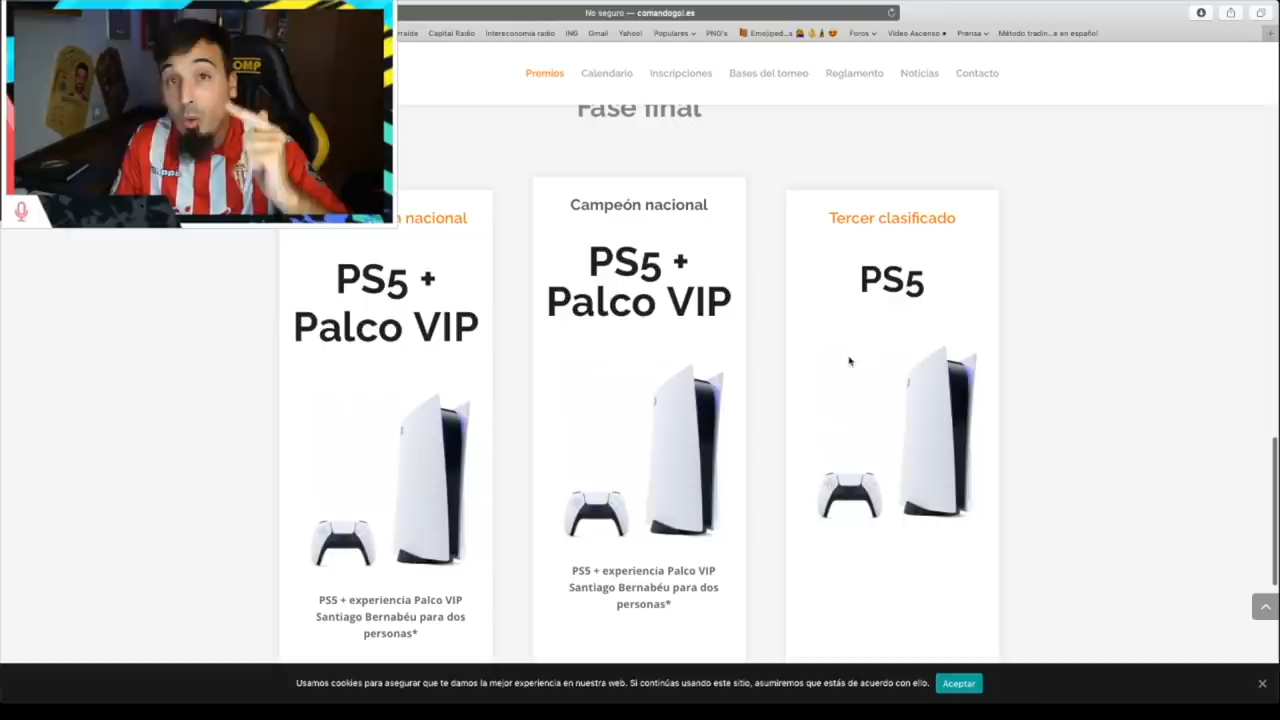 No seguro — comandogol.es
Capital Radio
Intereconomía radio
ING
Gmail
Yahoo!
Populares
PNG's
Emojiped...s
Foros
Video Ascenso
Prensa
Método tradin...e en español
OMP
Premios
Calendario
Inscripciones
Bases del torneo
Reglamento
Noticias
Contacto
Fase final
nacional
PS5 +
Palco VIP
PS5 + experiencia Palco VIP
Santiago Bernabéu para dos
personas*
Campeón nacional
PS5 +
Palco VIP
PS5 + experiencia Palco VIP
Santiago Bernabéu para dos
personas*
Tercer clasificado
PS5
Usamos cookies para asegurar que te damos la mejor experiencia en nuestra web. Si continúas usando este sitio, asumiremos que estás de acuerdo con ello.
Aceptar